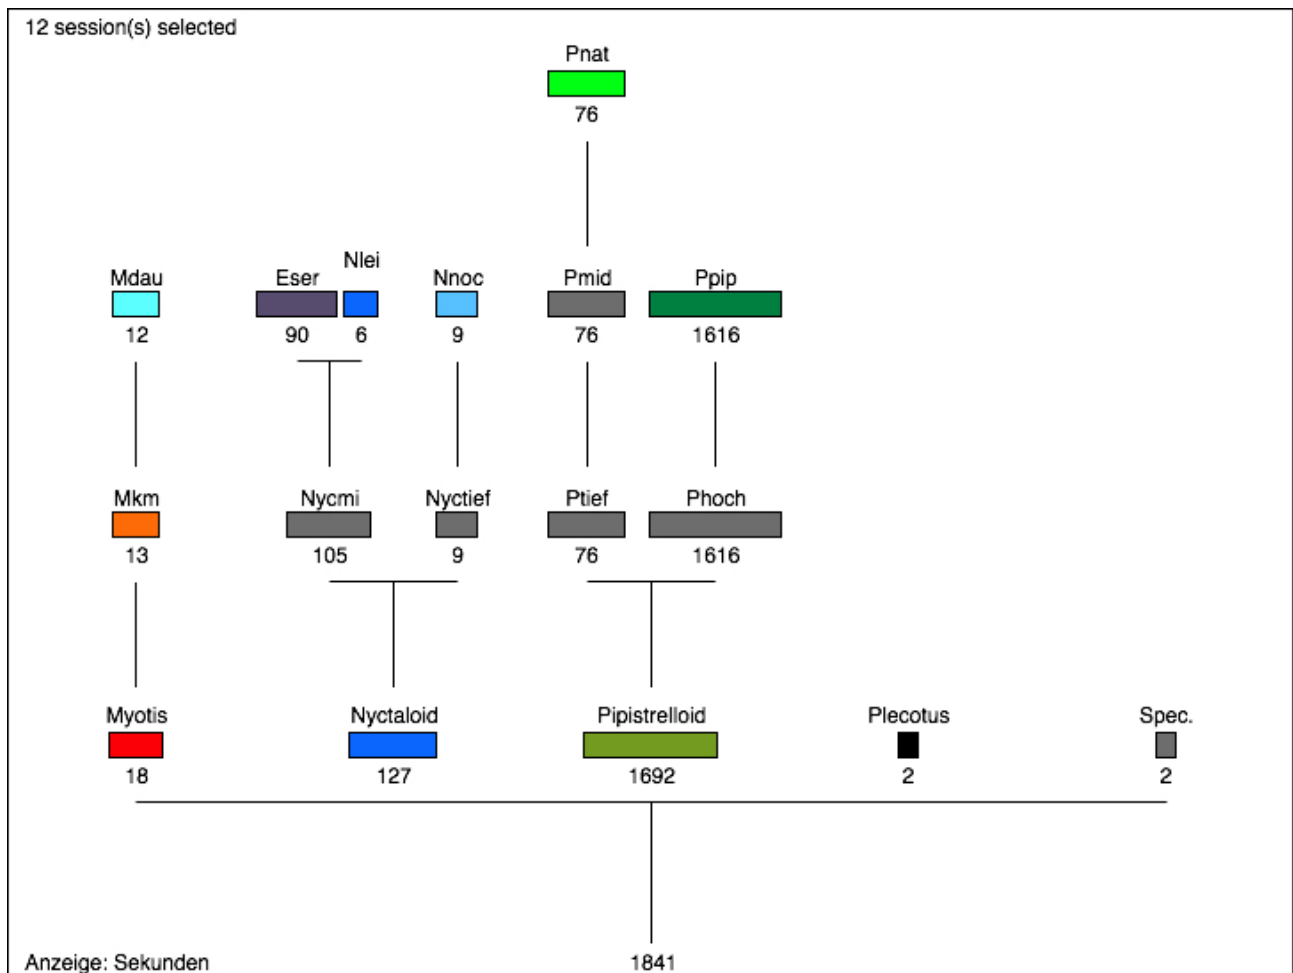 12 session(s) selected
Pnat
76
Nlei
Mdau Eser Nnoc Pmid Ppip
12 90 6 9 76 1616
Mkm Nycmi Nyctief Ptief Phoch
13 105 9 76 1616
Myotis Nyctaloid Pipistrelloid Plecotus Spec.
18 127 1692 2 2
Anzeige: Sekunden 1841